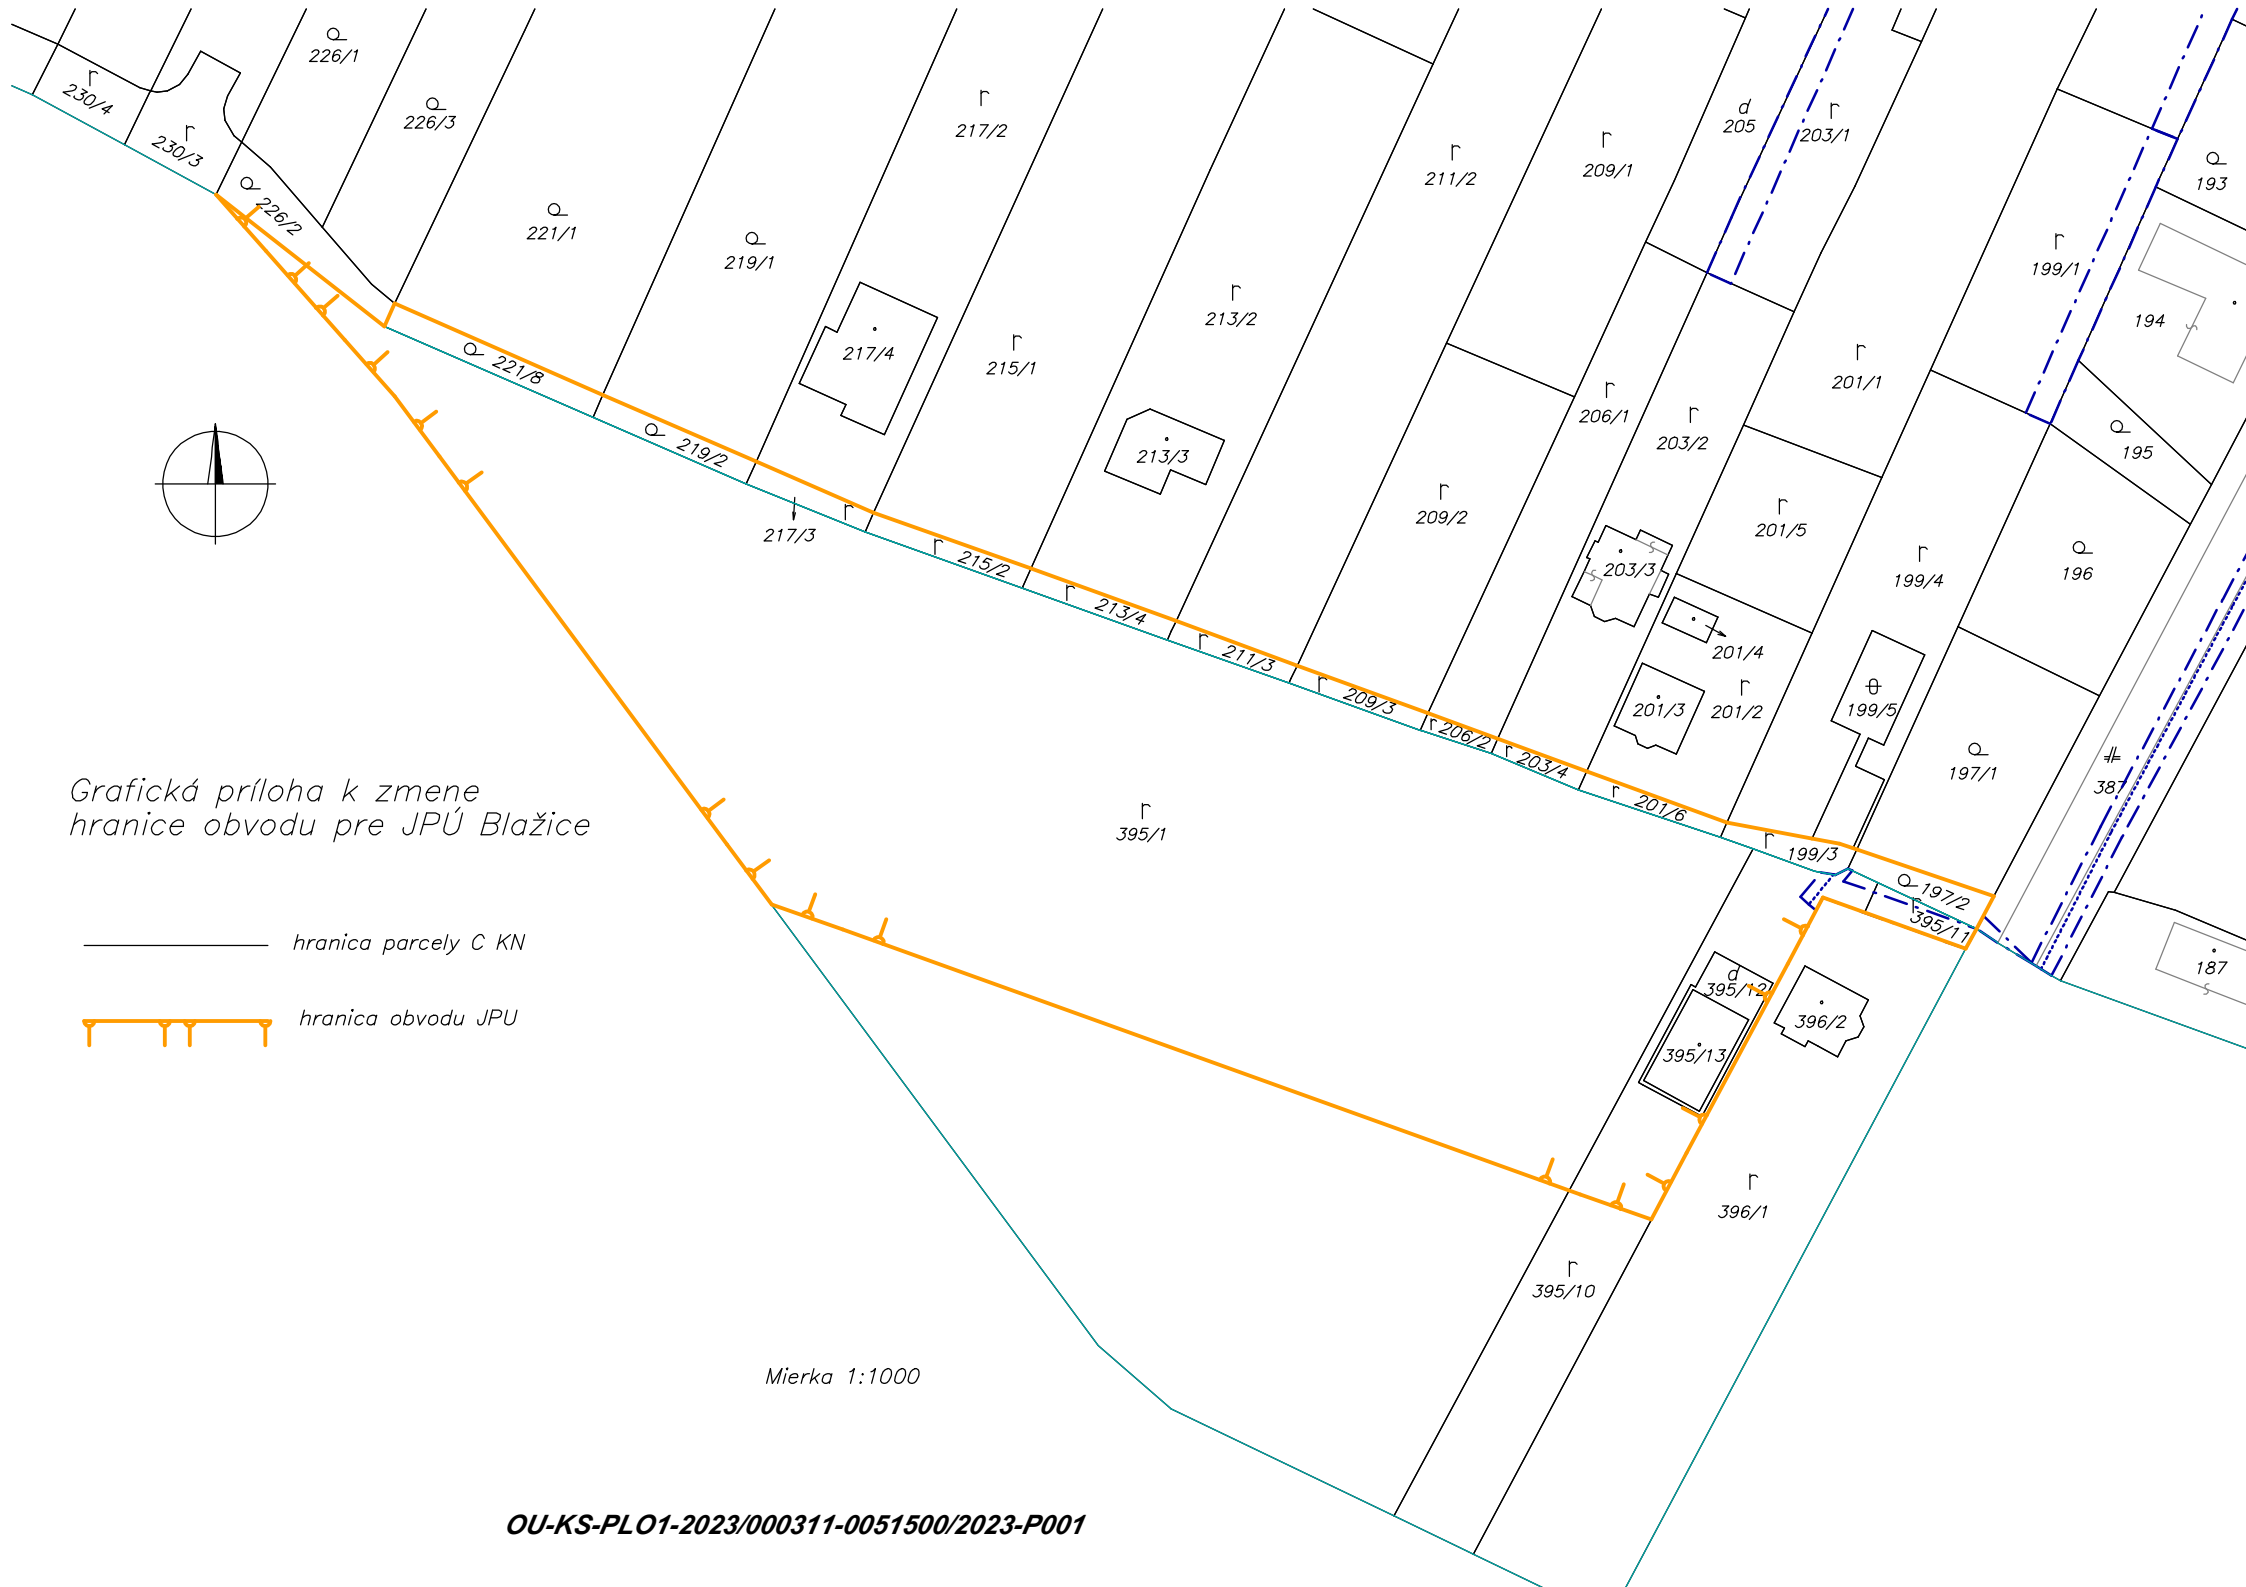 226/1
230/4
226/3
230/3
226/2
221/1
219/1
r
217/2
r
211/2
r
209/1
d
205
r
203/1
193
r
199/1
194
r
213/2
217/4
r
215/1
221/8
219/2
r
217/3
213/3
r
201/1
r
206/1
r
203/2
195
r
209/2
r
201/5
196
r
199/4
r 215/2
r 213/4
203/3
201/4
r 211/3
r 209/3
r 206/2
r 203/4
201/3
r
201/2
199/5
197/1
387
Grafická príloha k zmene
hranice obvodu pre JPÚ Blažice
r
395/1
r 201/6
r 199/3
197/2
r
395/11
hranica parcely C KN
187
d
395/12
396/2
hranica obvodu JPU
395/13
r
396/1
r
395/10
Mierka 1:1000
OU-KS-PLO1-2023/000311-0051500/2023-P001